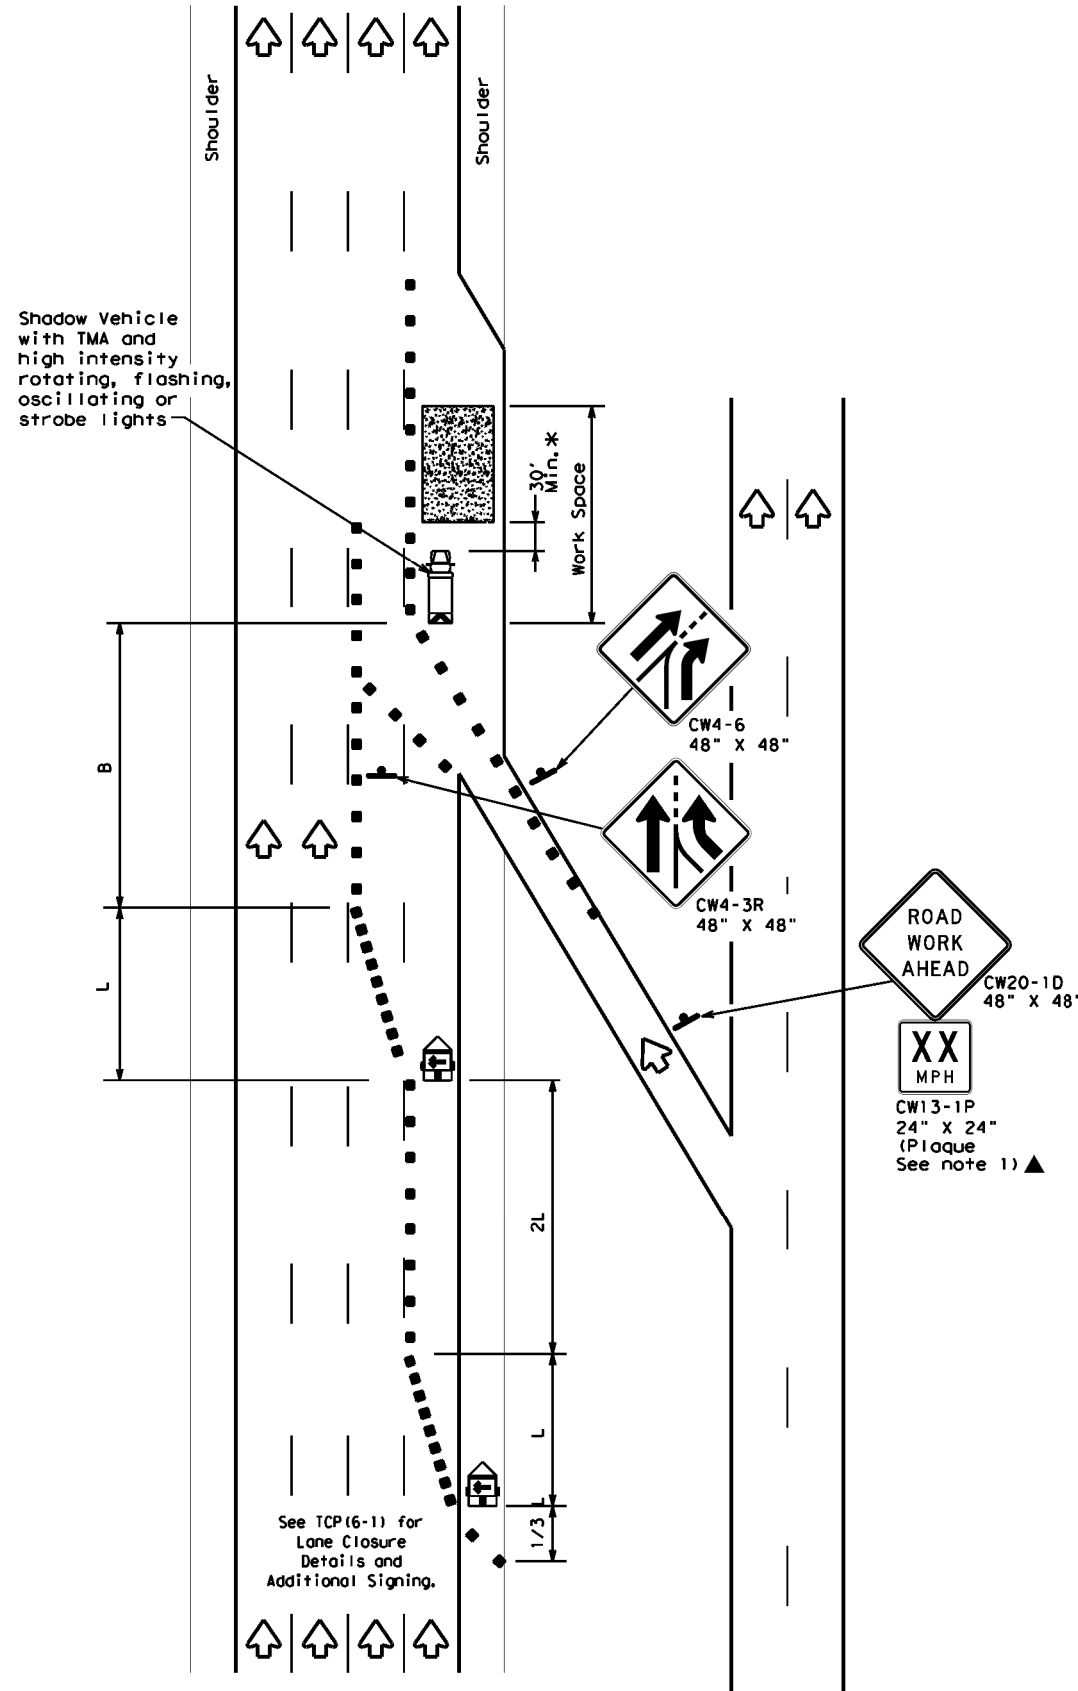 Shoulder
Shoulder
Shadow Vehicle
with TMA and
high intensity
rotating, flashing,
oscillating or
strobe lights
30'
Min.*
Work Space
CW4-6
48" X 48"
B
CW4-3R
48" X 48"
ROAD
WORK
AHEAD
CW20-1D
48" X 48"
L
XX
MPH
CW13-1P
24" X 24"
(Plaque
See note 1) ▲
2L
L
1/3 L
See TCP(6-1) for
Lane Closure
Details and
Additional Signing.